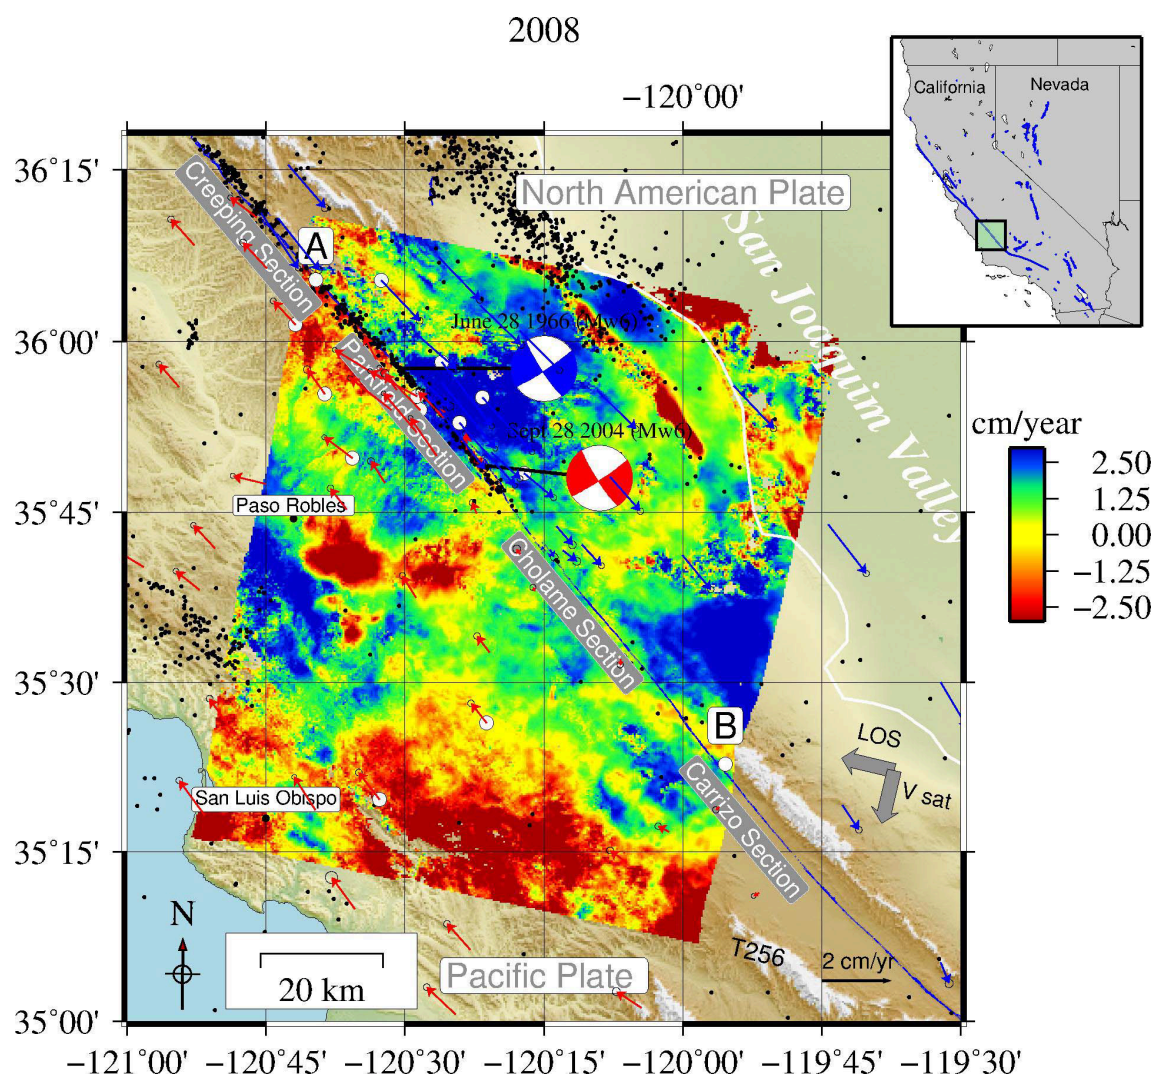 2008
−120°00'
California
Nevada
36°15'
Creeping Section
North American Plate
A
San Joaquim Valley
36°00'
June 28 1966 (Mw6)
Parkfield Section
Sept 28 2004 (Mw6)
cm/year
2.50
1.25
0.00
−1.25
−2.50
Paso Robles
35°45'
Cholame Section
35°30'
B
LOS
V sat
Carrizo Section
San Luis Obispo
35°15'
N
20 km
Pacific Plate
T256
2 cm/yr
35°00'
−121°00'
−120°45'
−120°30'
−120°15'
−120°00'
−119°45'
−119°30'